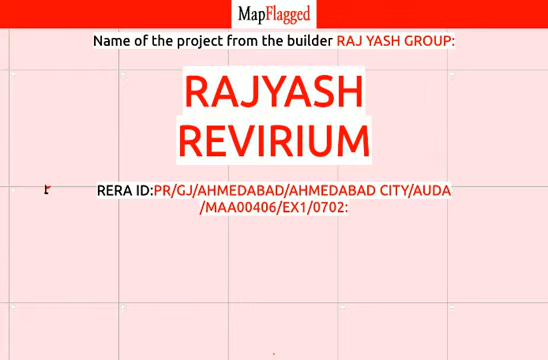 MapFlagged
Name of the project from the builder RAJ YASH GROUP:
RAJYASH
REVIRIUM
RERA ID:PR/GJ/AHMEDABAD/AHMEDABAD CITY/AUDA
/MAA00406/EX1/0702: